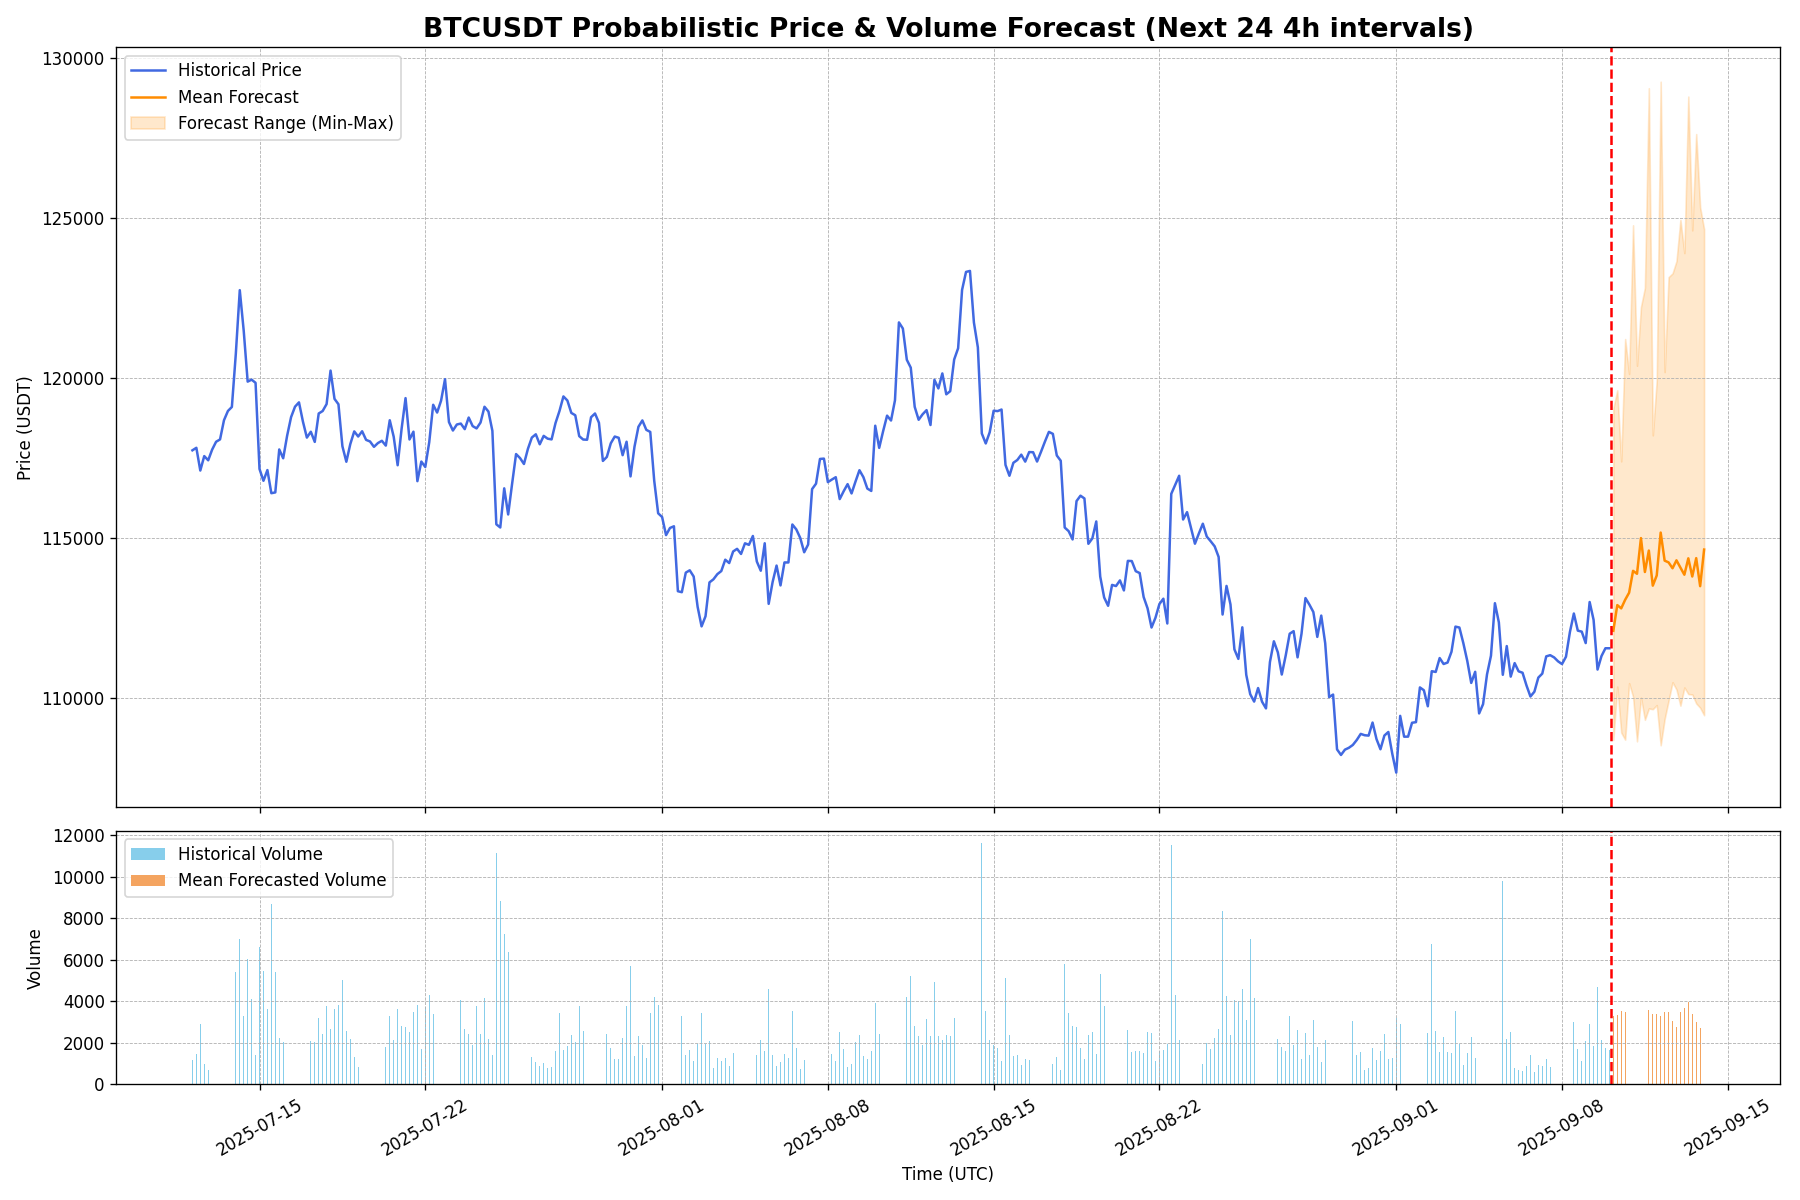 BTCUSDT Probabilistic Price & Volume Forecast (Next 24 4h intervals)
130000
125000
120000
115000
110000
Price (USDT)
Historical Price
Mean Forecast
Forecast Range (Min-Max)
12000
10000
8000
6000
4000
2000
0
Volume
Historical Volume
Mean Forecasted Volume
2025-07-15
2025-07-22
2025-08-01
2025-08-08
2025-08-15
2025-08-22
2025-09-01
2025-09-08
2025-09-15
Time (UTC)